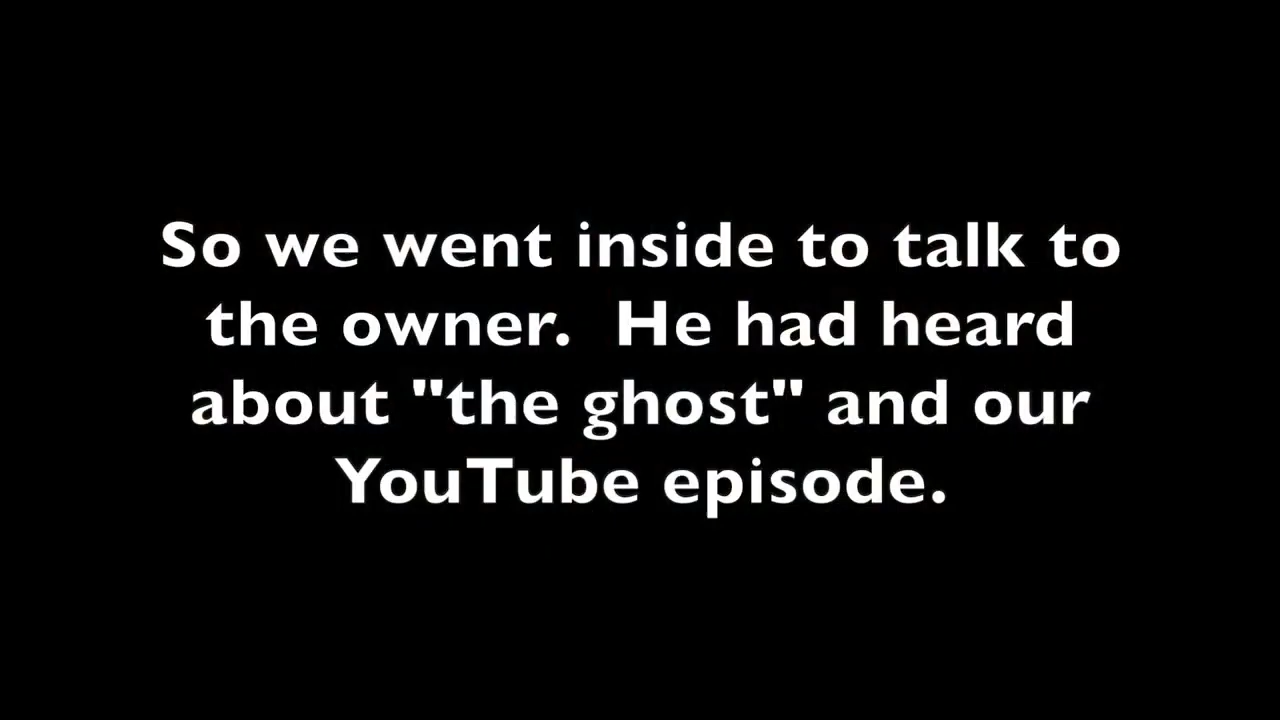 So we went inside to talk to
the owner.  He had heard
about "the ghost" and our
YouTube episode.